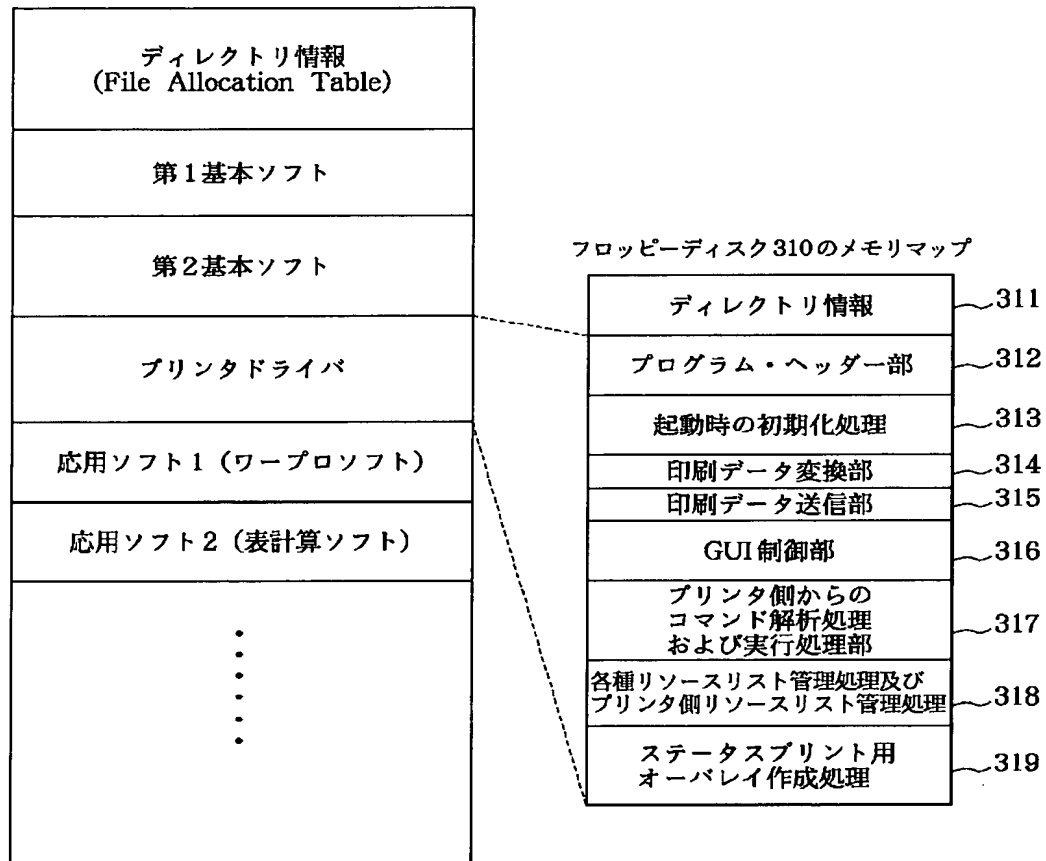 ディレクトリ情報
(File Allocation Table)
第1基本ソフト
第2基本ソフト
プリンタドライバ
応用ソフト1（ワープロソフト）
応用ソフト2（表計算ソフト）
フロッピーディスク310のメモリマップ
ディレクトリ情報
311
プログラム・ヘッダー部
312
起動時の初期化処理
313
印刷データ変換部
314
印刷データ送信部
315
GUI制御部
316
プリンタ側からの
コマンド解析処理
および実行処理部
317
各種リソースリスト管理処理及び
プリンタ側リソースリスト管理処理
318
ステータスプリント用
オーバレイ作成処理
319